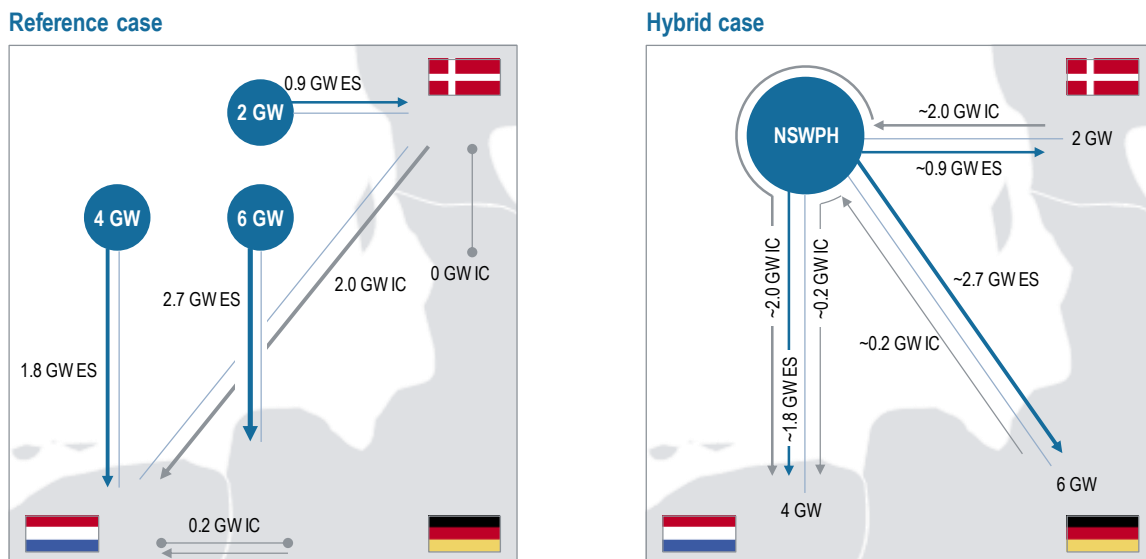 Reference case
0.9 GW ES
2 GW
4 GW
6 GW
0 GW IC
2.0 GW IC
2.7 GW ES
1.8 GW ES
0.2 GW IC
Hybrid case
~2.0 GW IC
NSWPH
2 GW
~0.9 GW ES
~2.0 GW IC
~0.2 GW IC
~2.7 GW ES
~0.2 GW IC
~1.8 GW ES
6 GW
4 GW